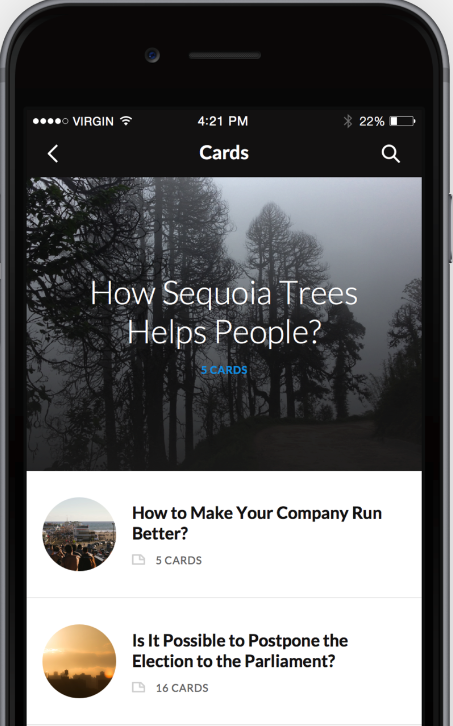 VIRGIN 4:21 PM 22%
Cards
How Sequoia Trees
Helps People?
5 CARDS
How to Make Your Company Run
Better?
5 CARDS
Is It Possible to Postpone the
Election to the Parliament?
16 CARDS